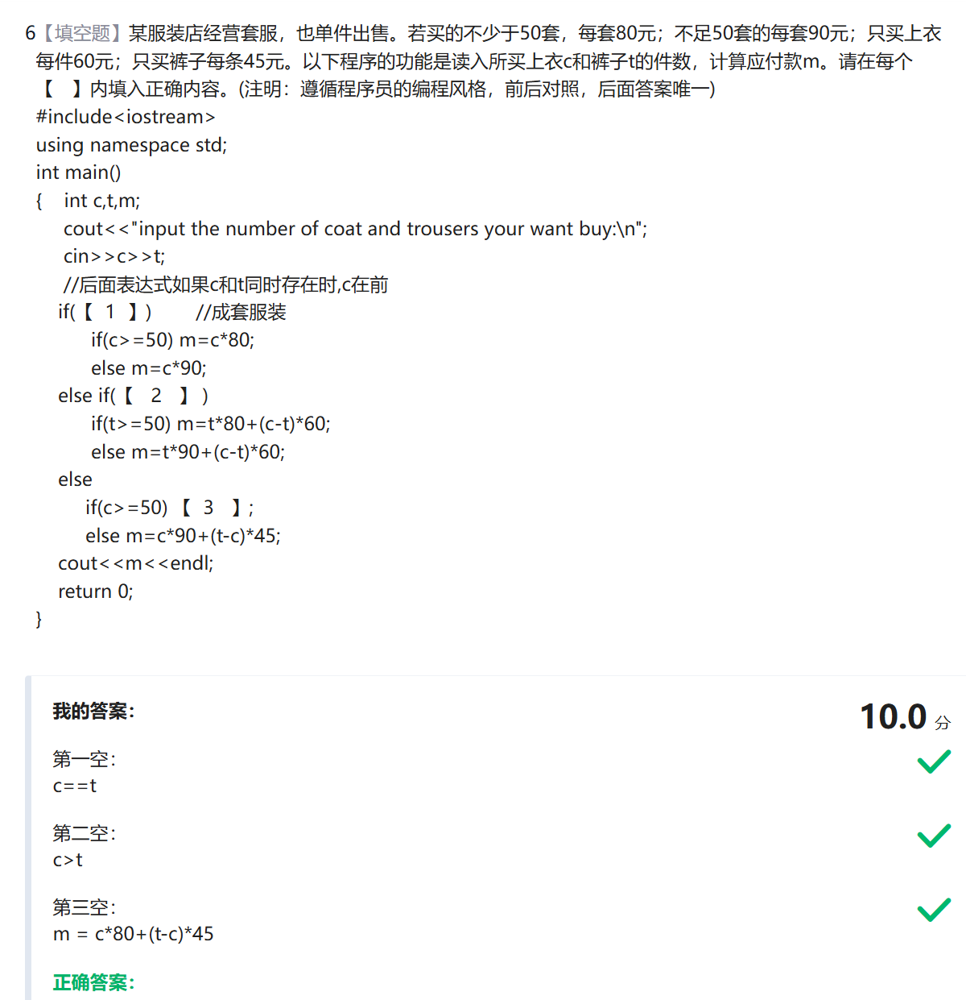 6【填空题】某服装店经营套服，也单件出售。若买的不少于50套，每套80元；不足50套的每套90元；只买上衣
每件60元；只买裤子每条45元。以下程序的功能是读入所买上衣c和裤子t的件数，计算应付款m。请在每个
【　】内填入正确内容。(注明：遵循程序员的编程风格，前后对照，后面答案唯一)
#include<iostream>
using namespace std;
int main()
{    int c,t,m;
     cout<<"input the number of coat and trousers your want buy:\n";
     cin>>c>>t;
     //后面表达式如果c和t同时存在时,c在前
    if(【  1  】)        //成套服装
          if(c>=50) m=c*80;
          else m=c*90;
    else if(【   2   】 )
          if(t>=50) m=t*80+(c-t)*60;
          else m=t*90+(c-t)*60;
    else
         if(c>=50) 【  3   】;
         else m=c*90+(t-c)*45;
    cout<<m<<endl;
    return 0;
}
我的答案：
10.0 分
第一空：
c==t
第二空：
c>t
第三空：
m = c*80+(t-c)*45
正确答案：